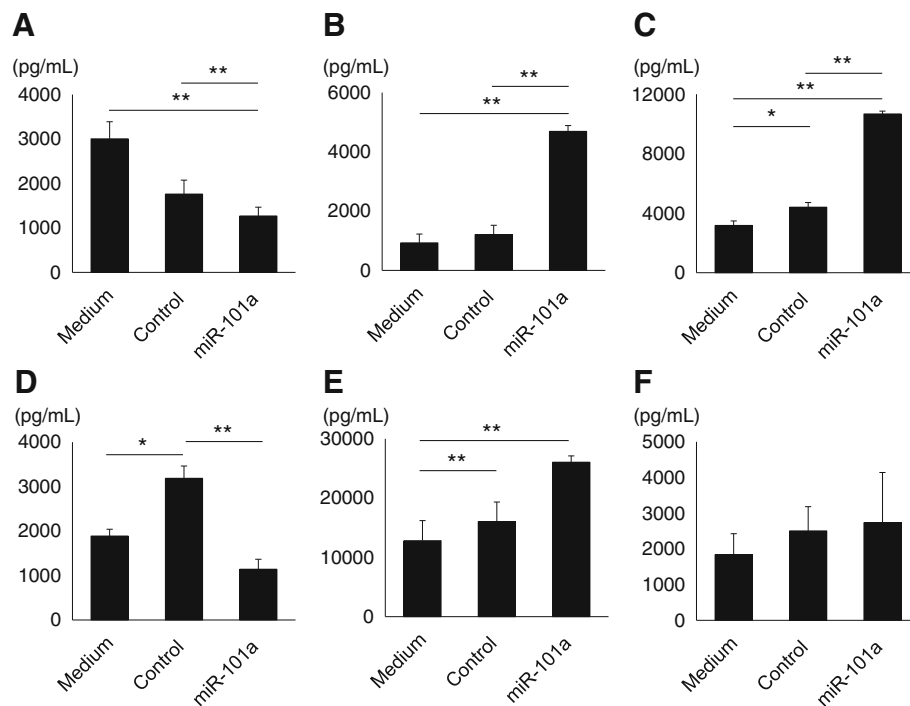 A
(pg/mL)
**
**
4000
3000
2000
1000
0
Medium
Control
miR-101a
B
(pg/mL)
**
**
6000
4000
2000
0
Medium
Control
miR-101a
C
(pg/mL)
**
**
*
12000
8000
4000
0
Medium
Control
miR-101a
D
(pg/mL)
*
**
4000
3000
2000
1000
0
Medium
Control
miR-101a
E
(pg/mL)
**
**
30000
20000
10000
0
Medium
Control
miR-101a
F
(pg/mL)
5000
4000
3000
2000
1000
0
Medium
Control
miR-101a